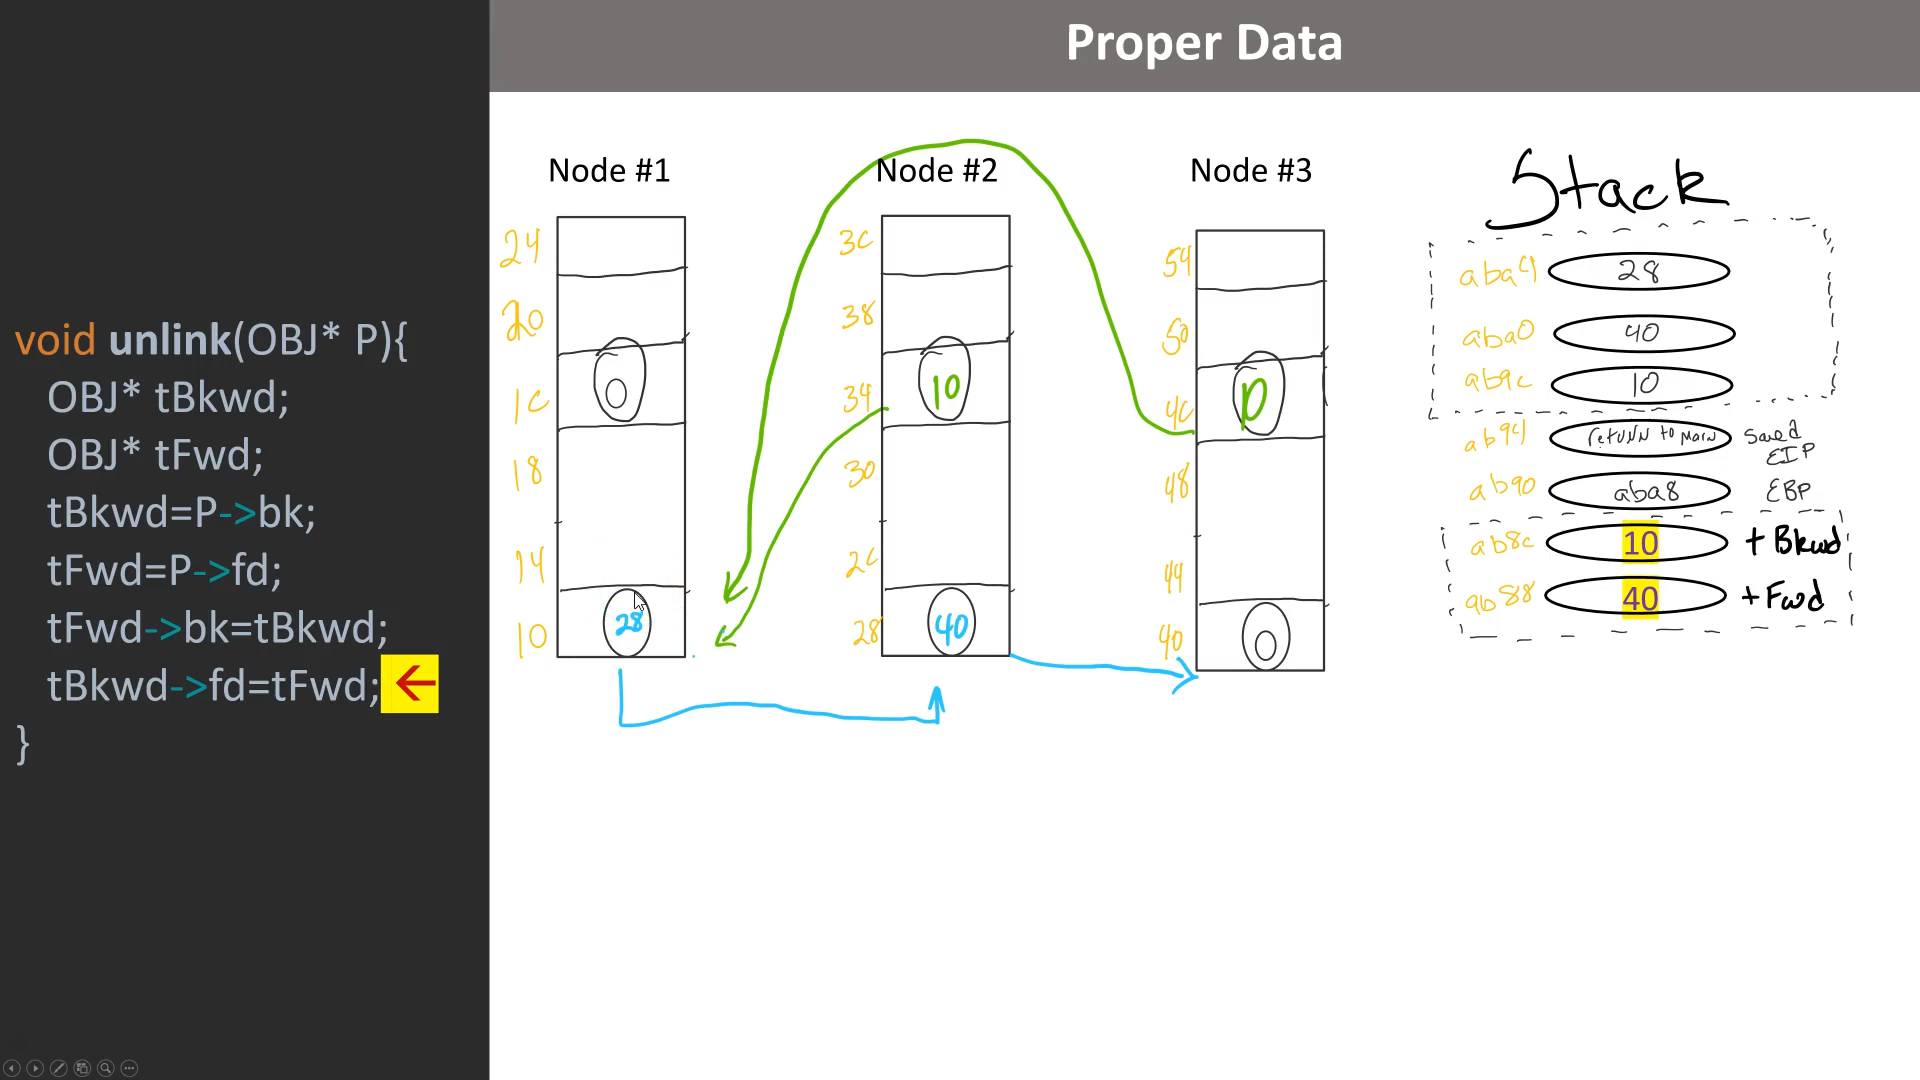 Proper Data
void unlink(OBJ* P){
OBJ* tBkwd;
OBJ* tFwd;
tBkwd=P->bk;
tFwd=P->fd;
tFwd->bk=tBkwd;
tBkwd->fd=tFwd; ←
}
Node #1
24
20
1C
0
18
14
10
28
Node #2
3C
38
34
10
30
2C
28
40
Node #3
54
50
4C
10
48
44
40
0
Stack
aba4 28
aba0 40
ab9c 10
ab94 return to main Saved EIP
ab90 aba8 EBP
ab8c 10 tBkwd
ab88 40 tFwd